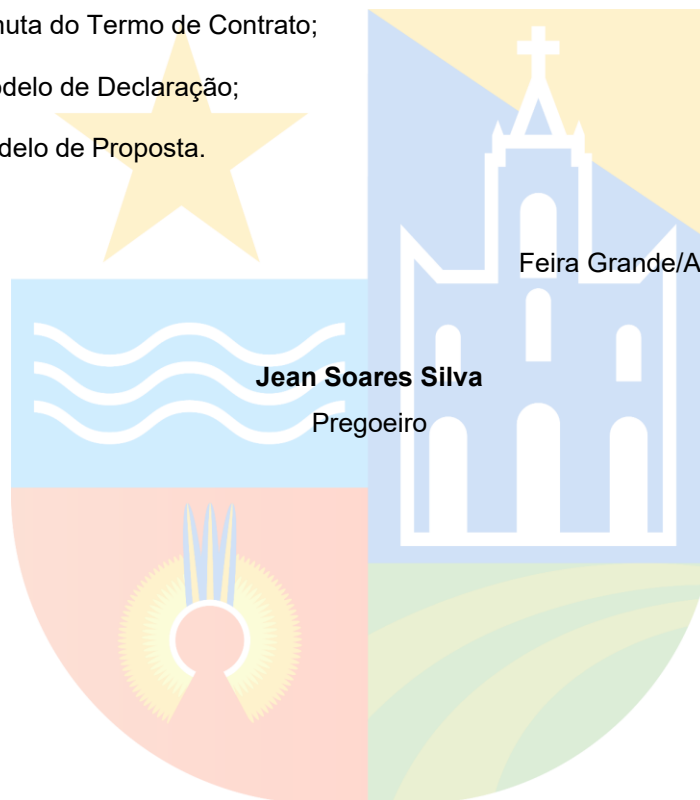 nuta do Termo de Contrato;
odelo de Declaração;
delo de Proposta.
Feira Grande/A
Jean Soares Silva
Pregoeiro